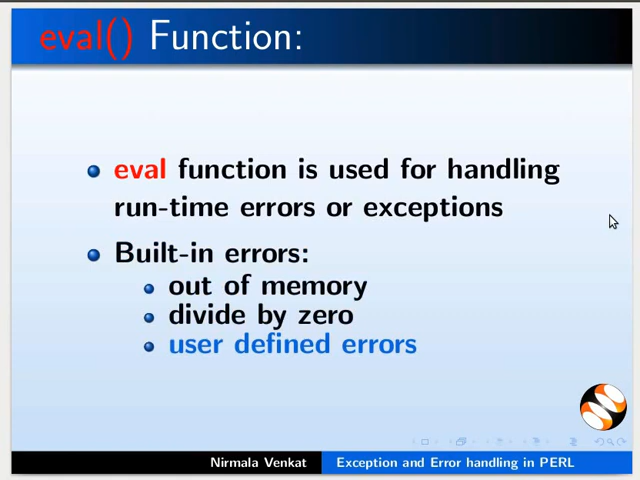 eval() Function:
eval function is used for handling
run-time errors or exceptions
Built-in errors:
out of memory
divide by zero
user defined errors
Nirmala Venkat
Exception and Error handling in PERL